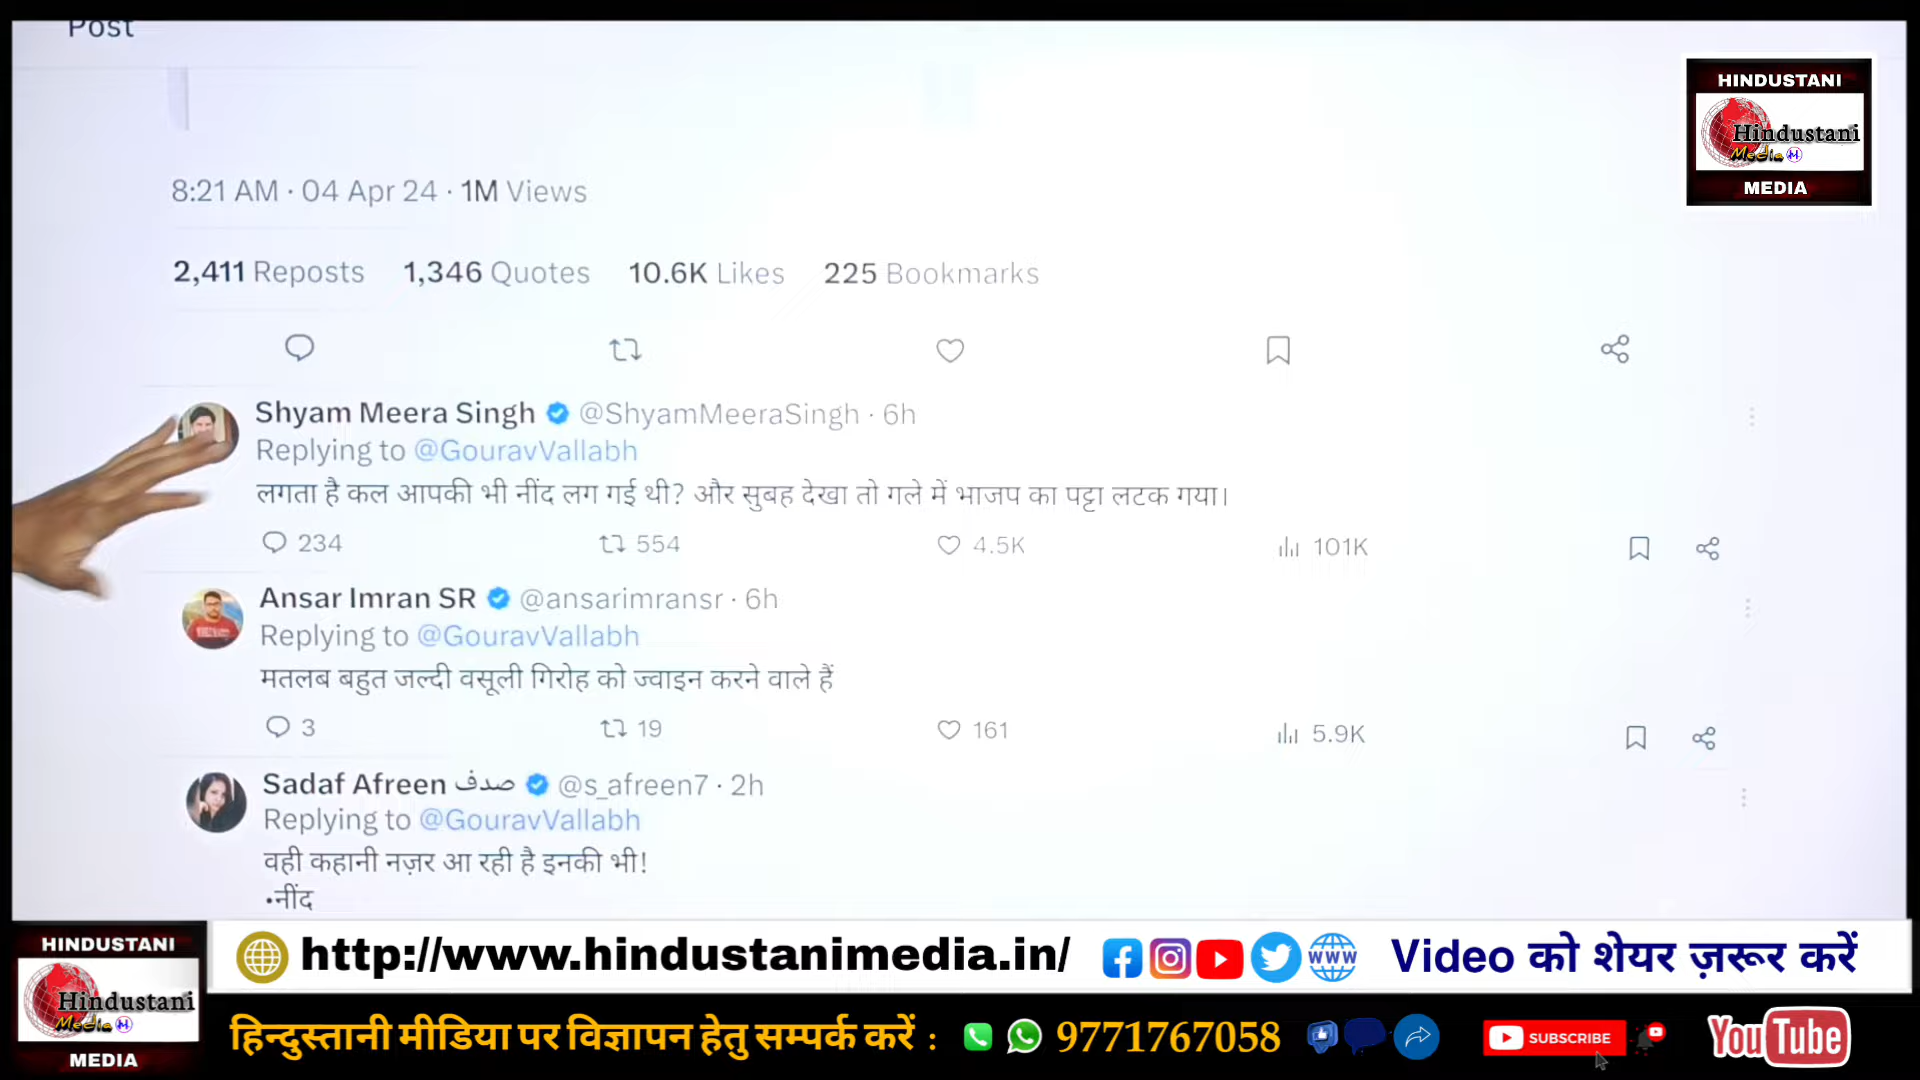 Post
HINDUSTANI
Hindustani
Media M
MEDIA
8:21 AM · 04 Apr 24 · 1M Views
2,411 Reposts 1,346 Quotes 10.6K Likes 225 Bookmarks
Shyam Meera Singh @ShyamMeeraSingh · 6h
Replying to @GouravVallabh
लगता है कल आपकी भी नींद लग गई थी? और सुबह देखा तो गले में भाजप का पट्टा लटक गया।
234 554 4.5K 101K
Ansar Imran SR @ansarimransr · 6h
Replying to @GouravVallabh
मतलब बहुत जल्दी वसूली गिरोह को ज्वाइन करने वाले हैं
3 19 161 5.9K
Sadaf Afreen صدف @s_afreen7 · 2h
Replying to @GouravVallabh
वही कहानी नज़र आ रही है इनकी भी!
•नींद
HINDUSTANI
Hindustani
Media M
MEDIA
http://www.hindustanimedia.in/ WWW Video को शेयर ज़रूर करें
हिन्दुस्तानी मीडिया पर विज्ञापन हेतु सम्पर्क करें : 9771767058 SUBSCRIBE YouTube